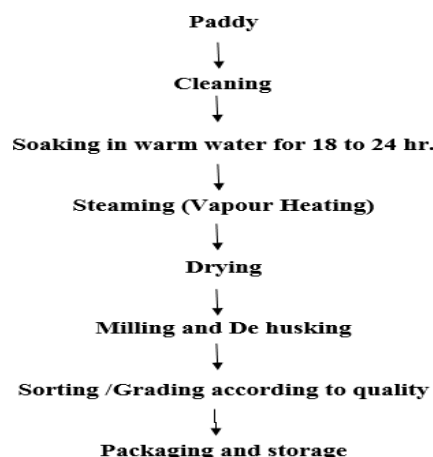 Paddy
Cleaning
Soaking in warm water for 18 to 24 hr.
Steaming (Vapour Heating)
Drying
Milling and De husking
Sorting /Grading according to quality
Packaging and storage